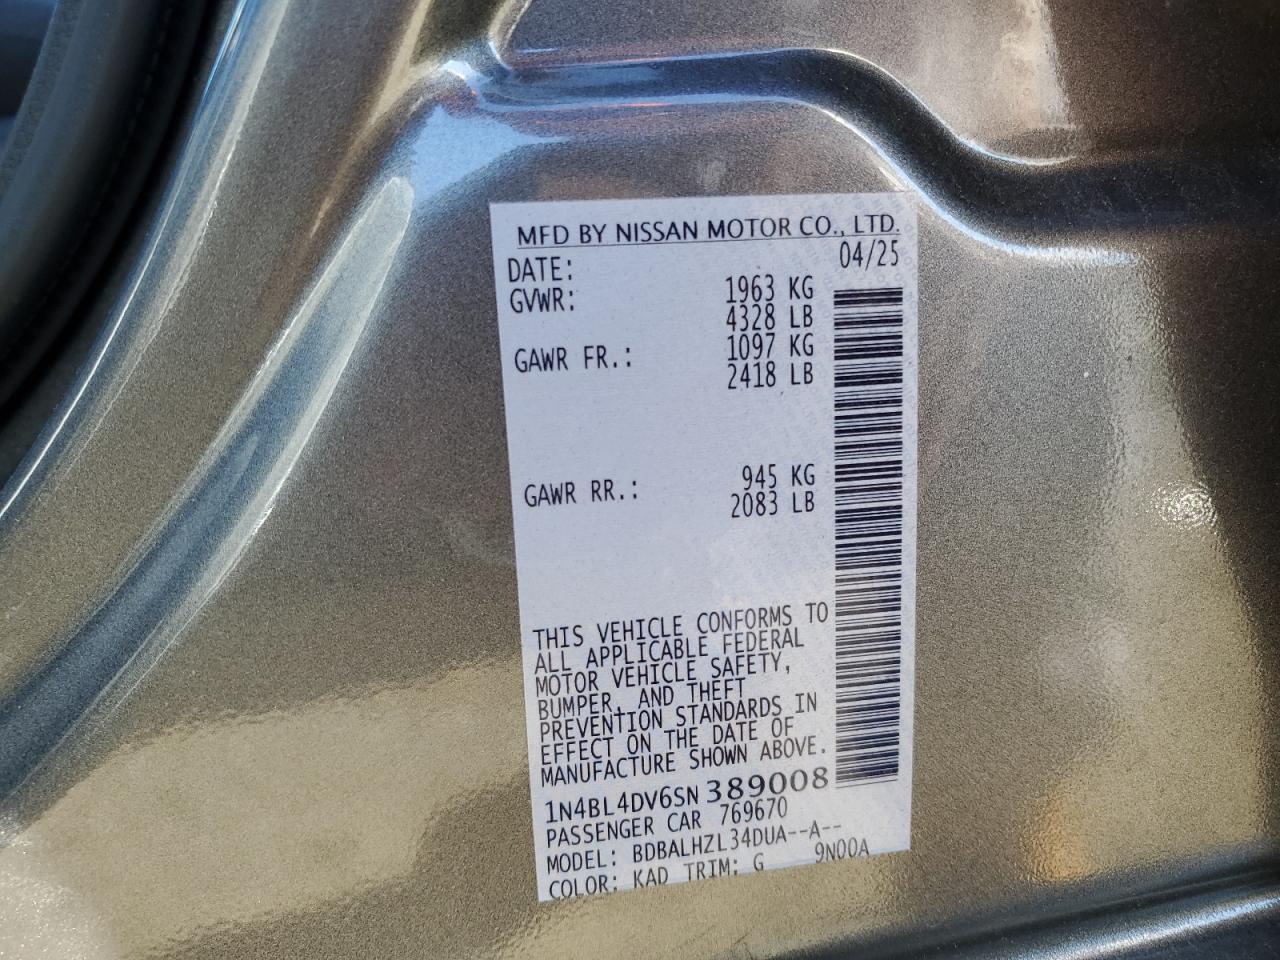 MFD BY NISSAN MOTOR CO., LTD.
DATE: 04/25
GVWR: 1963 KG
4328 LB
GAWR FR.: 1097 KG
2418 LB
GAWR RR.: 945 KG
2083 LB
THIS VEHICLE CONFORMS TO
ALL APPLICABLE FEDERAL
MOTOR VEHICLE SAFETY,
BUMPER, AND THEFT
PREVENTION STANDARDS IN
EFFECT ON THE DATE OF
MANUFACTURE SHOWN ABOVE.
1N4BL4DV6SN389008
PASSENGER CAR 769670
MODEL: BDBALHZL34DUA--A--
COLOR: KAD TRIM: G 9N00A